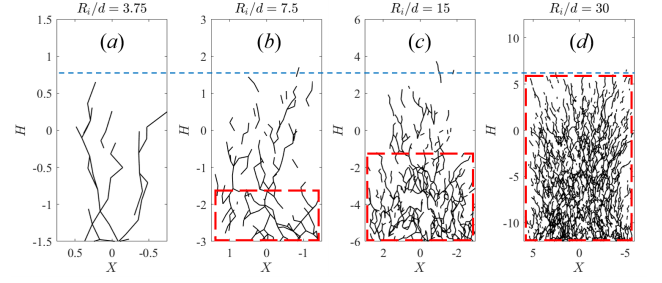 R_i/d = 3.75
R_i/d = 7.5
R_i/d = 15
R_i/d = 30
(a)
(b)
(c)
(d)
1.5
1
0.5
0
-0.5
-1
-1.5
H
0.5
0
-0.5
X
3
2
1
0
-1
-2
-3
H
1
0
-1
X
6
4
2
0
-2
-4
-6
H
2
0
-2
X
10
5
0
-5
-10
H
5
0
-5
X